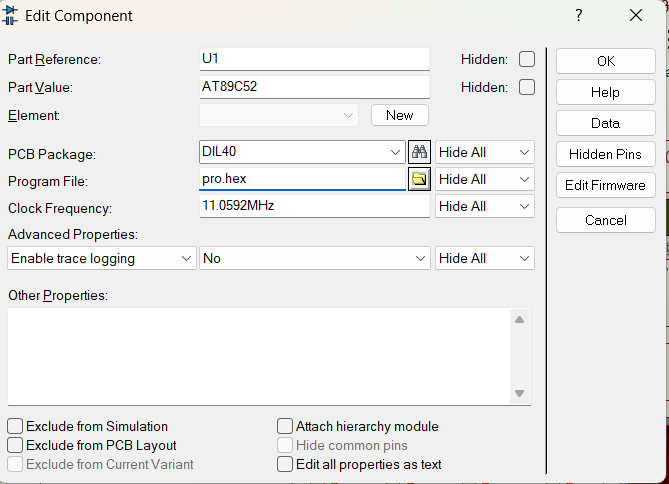 Edit Component ?
Part Reference: U1 Hidden: OK
Part Value: AT89C52 Hidden: Help
Element: New Data
PCB Package: DIL40 Hide All Hidden Pins
Program File: pro.hex Hide All Edit Firmware
Clock Frequency: 11.0592MHz Hide All Cancel
Advanced Properties:
Enable trace logging No Hide All
Other Properties:
Exclude from Simulation Attach hierarchy module
Exclude from PCB Layout Hide common pins
Exclude from Current Variant Edit all properties as text